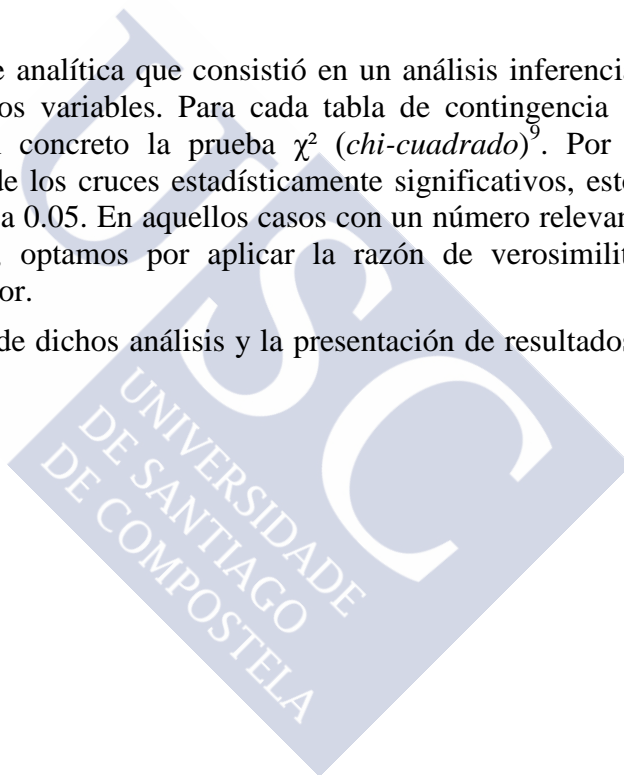 e analítica que consistió en un análisis inferencia
os variables. Para cada tabla de contingencia
concreto la prueba χ² (chi-cuadrado)⁹. Por
de los cruces estadísticamente significativos, esto
a 0.05. En aquellos casos con un número relevan
, optamos por aplicar la razón de verosimilit
or.
de dichos análisis y la presentación de resultados
USC
UNIVERSIDADE
DE SANTIAGO
DE COMPOSTELA